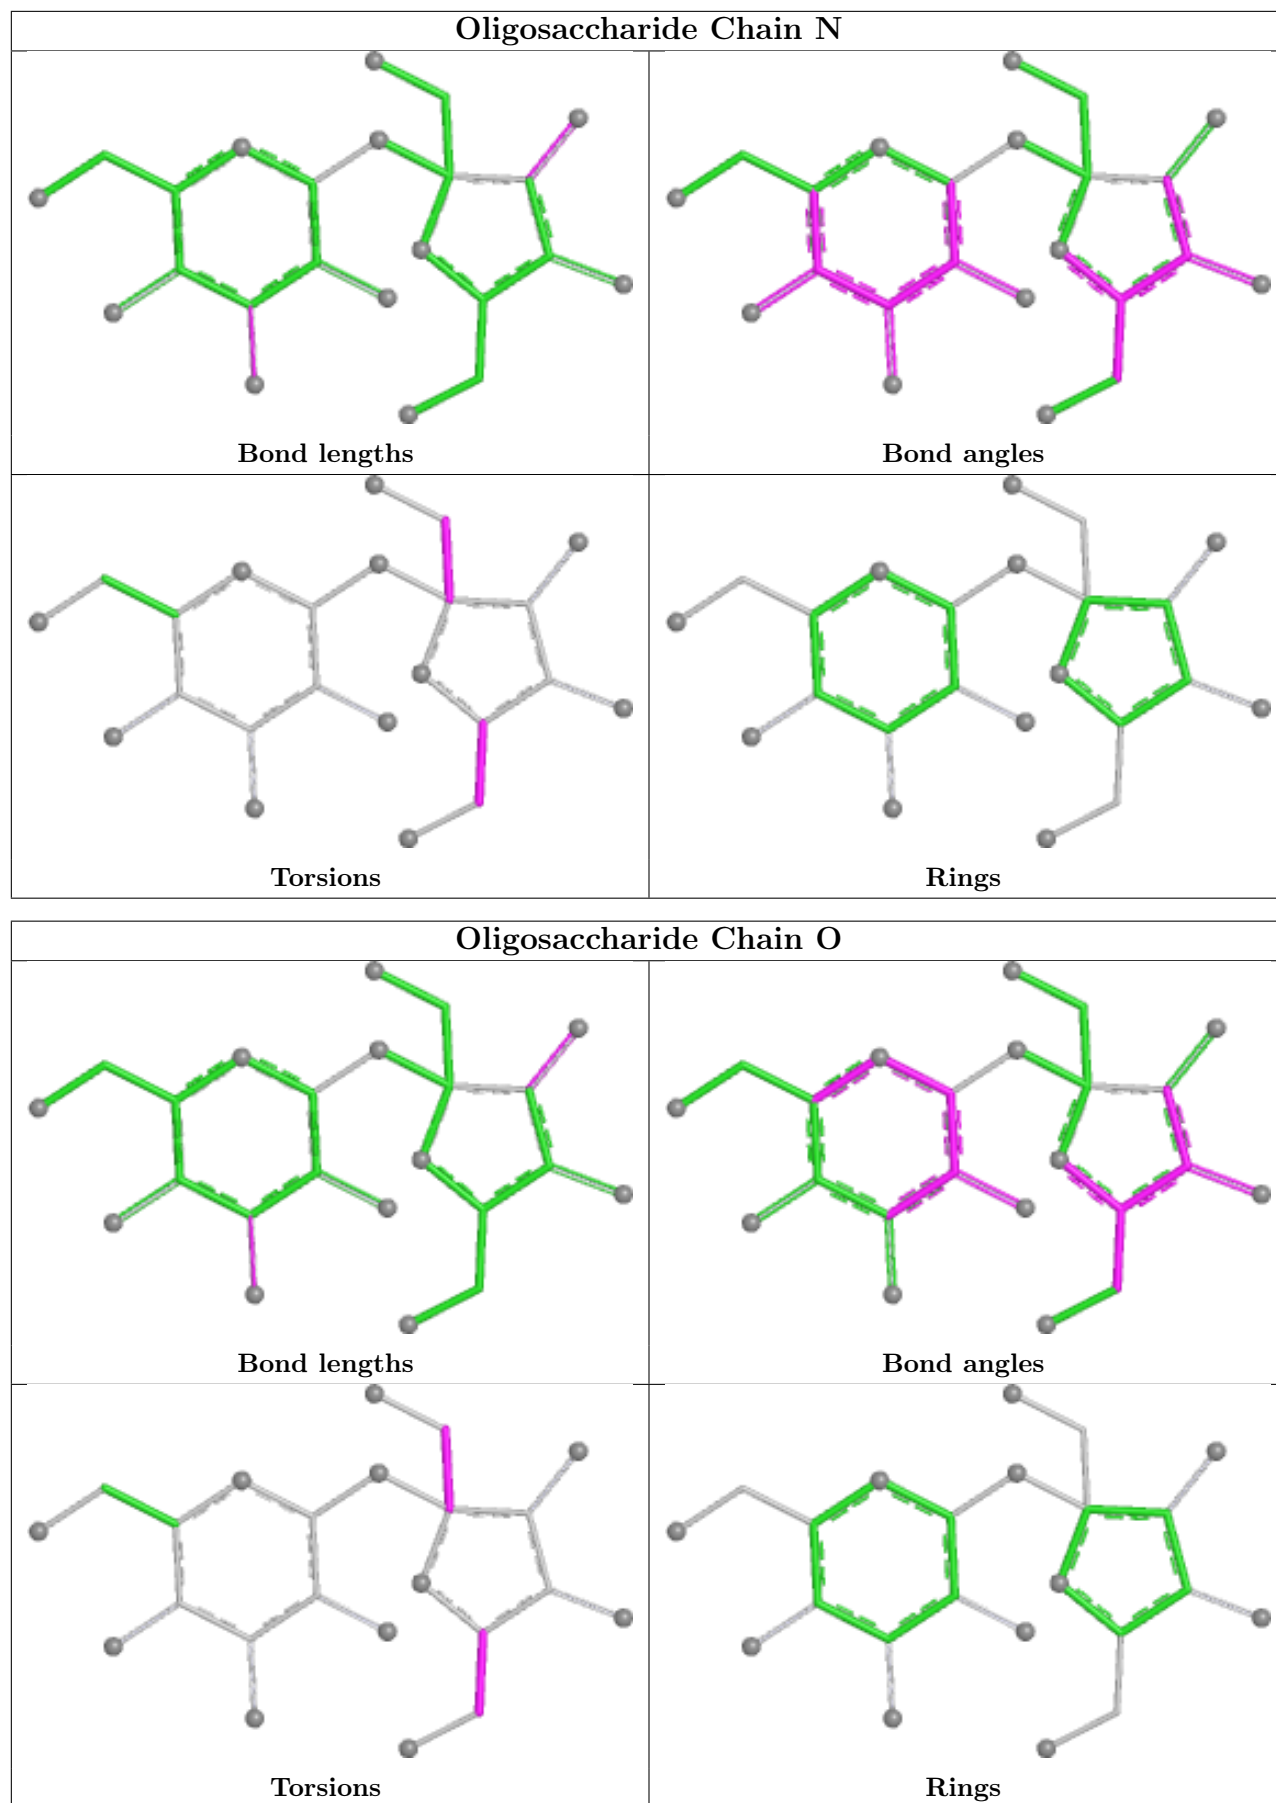 Oligosaccharide Chain N
Bond lengths
Bond angles
Torsions
Rings
Oligosaccharide Chain O
Bond lengths
Bond angles
Torsions
Rings